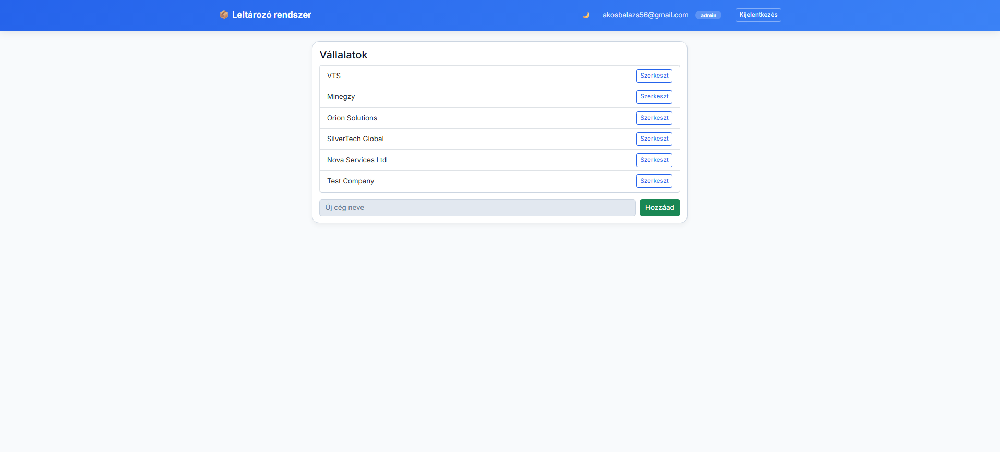 📦 Leltározó rendszer
🌙 akosbalazs56@gmail.com admin Kijelentkezés
Vállalatok
VTS Szerkeszt
Minegzy Szerkeszt
Orion Solutions Szerkeszt
SilverTech Global Szerkeszt
Nova Services Ltd Szerkeszt
Test Company Szerkeszt
Új cég neve Hozzáad